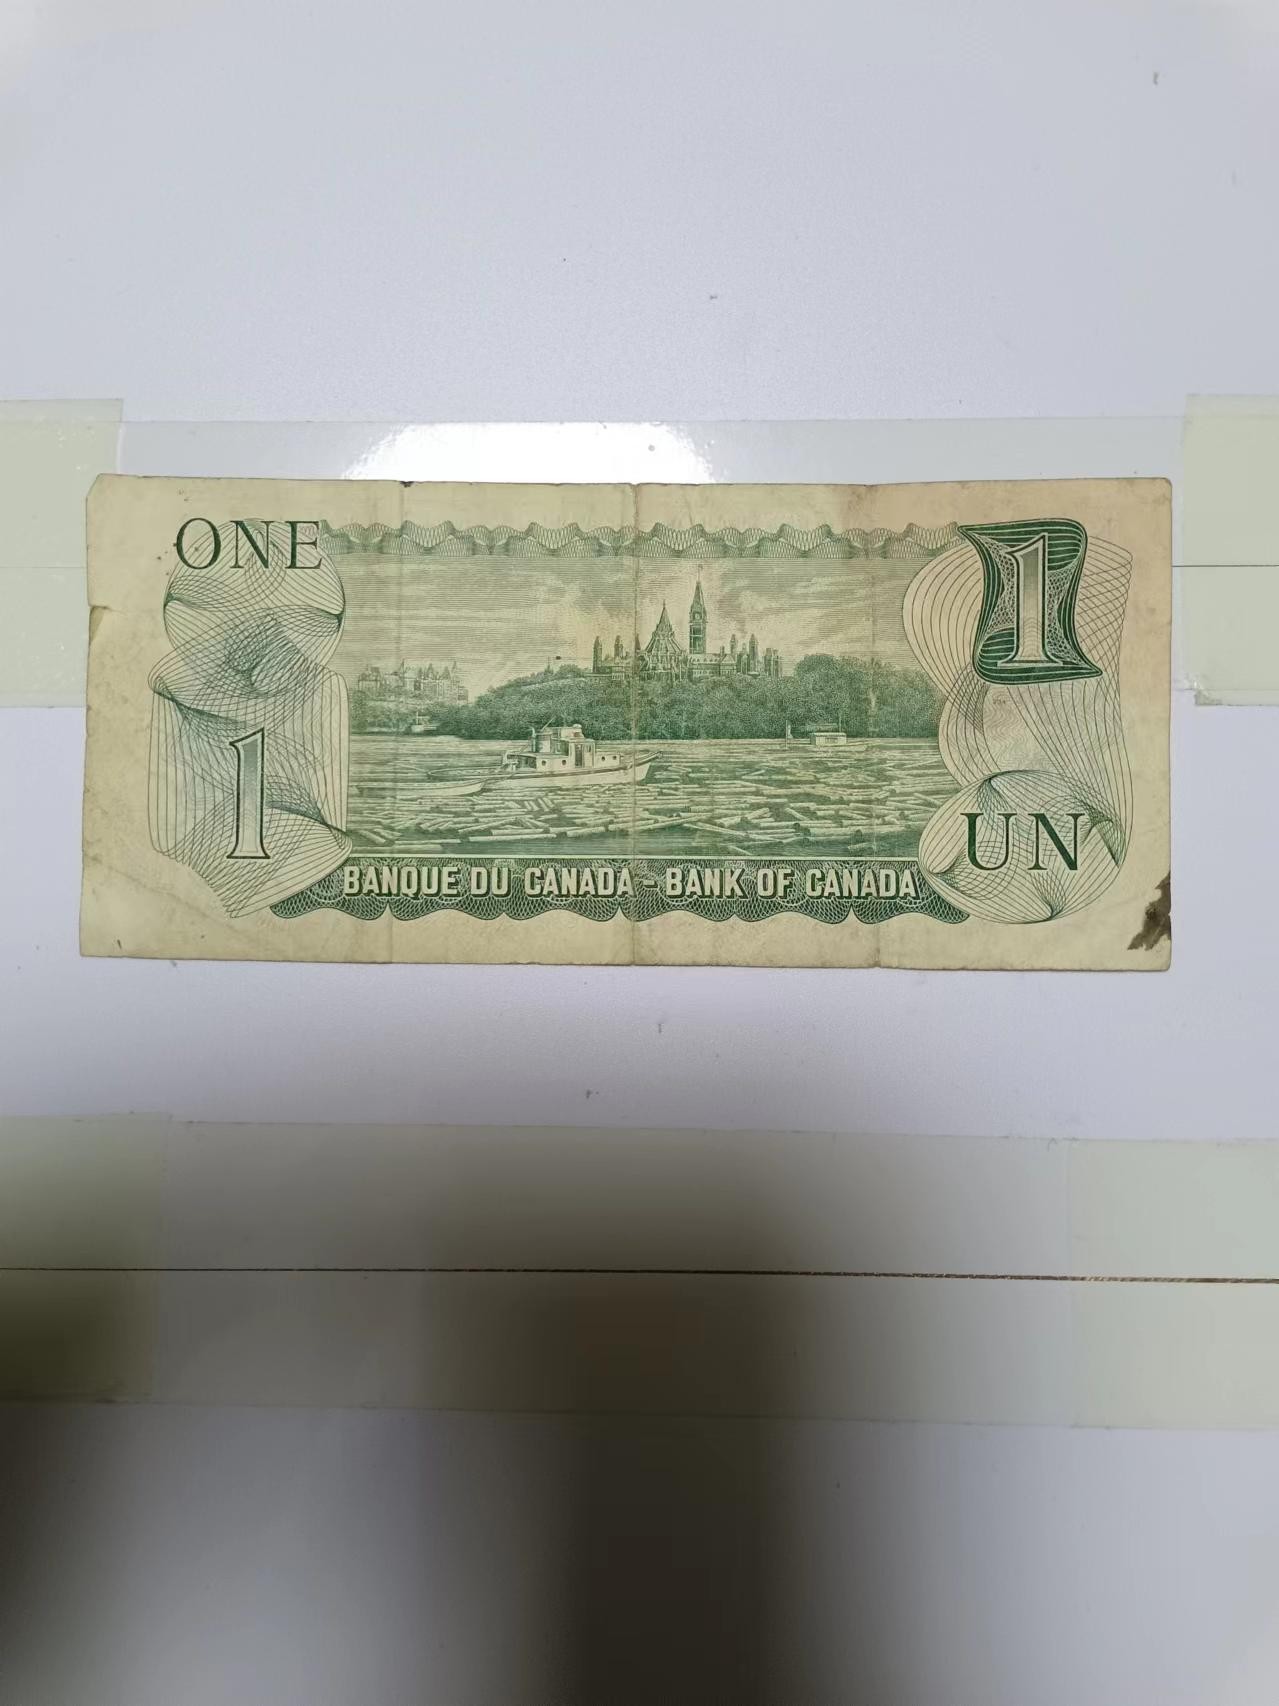 ONE
1
1
BANQUE DU CANADA - BANK OF CANADA
UN